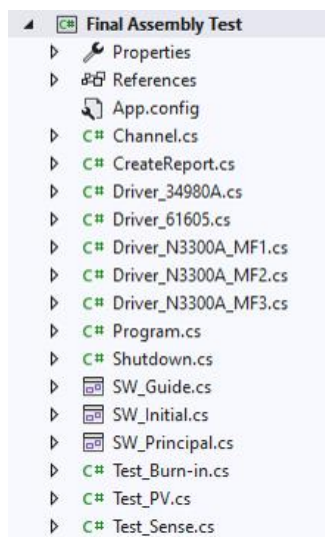 C# Final Assembly Test
Properties
References
App.config
C# Channel.cs
C# CreateReport.cs
C# Driver_34980A.cs
C# Driver_61605.cs
C# Driver_N3300A_MF1.cs
C# Driver_N3300A_MF2.cs
C# Driver_N3300A_MF3.cs
C# Program.cs
C# Shutdown.cs
SW_Guide.cs
SW_Initial.cs
SW_Principal.cs
C# Test_Burn-in.cs
C# Test_PV.cs
C# Test_Sense.cs